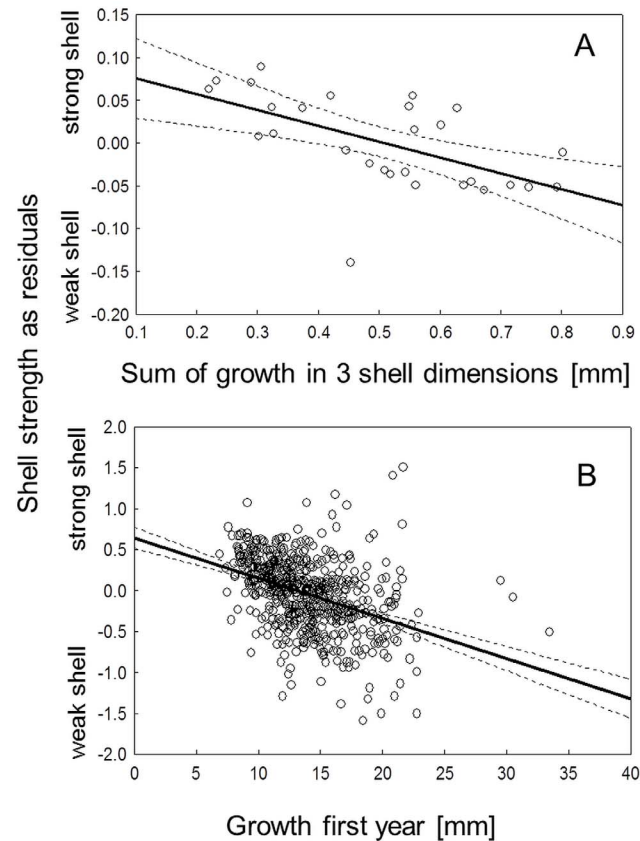 A
Shell strength as residuals
strong shell
weak shell
0.15
0.10
0.05
0.00
-0.05
-0.10
-0.15
-0.20
0.1 0.2 0.3 0.4 0.5 0.6 0.7 0.8 0.9
Sum of growth in 3 shell dimensions [mm]
B
strong shell
weak shell
2.0
1.5
1.0
0.5
0.0
-0.5
-1.0
-1.5
-2.0
0 5 10 15 20 25 30 35 40
Growth first year [mm]